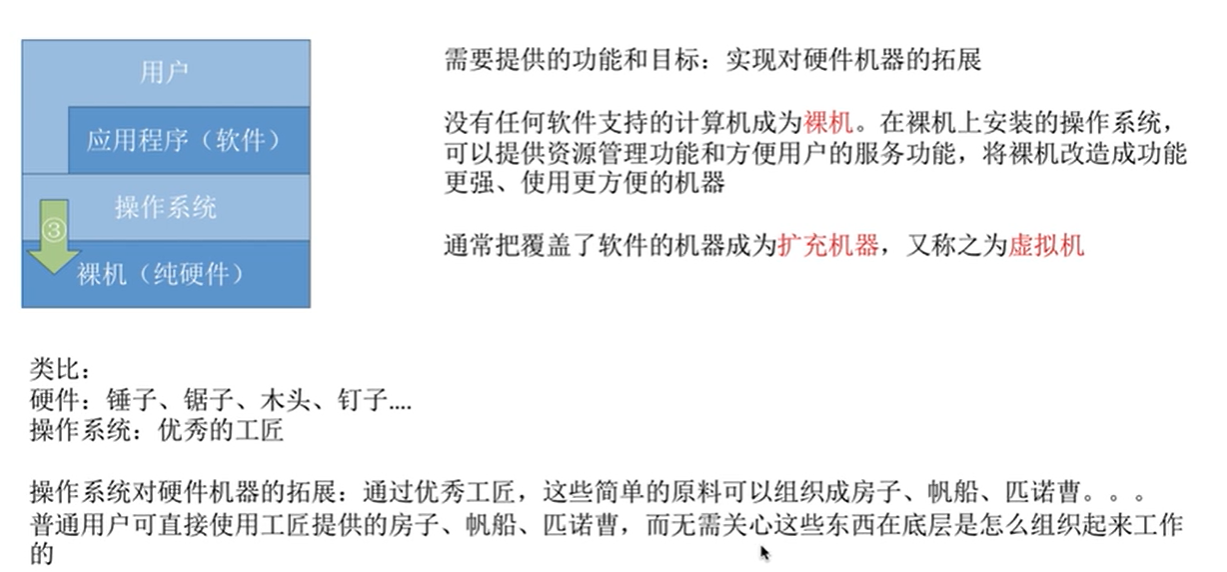 用户
应用程序（软件）
操作系统
③
裸机（纯硬件）
需要提供的功能和目标：实现对硬件机器的拓展
没有任何软件支持的计算机成为裸机。在裸机上安装的操作系统，
可以提供资源管理功能和方便用户的服务功能，将裸机改造成功能
更强、使用更方便的机器
通常把覆盖了软件的机器成为扩充机器，又称之为虚拟机
类比：
硬件：锤子、锯子、木头、钉子....
操作系统：优秀的工匠
操作系统对硬件机器的拓展：通过优秀工匠，这些简单的原料可以组织成房子、帆船、匹诺曹。。。
普通用户可直接使用工匠提供的房子、帆船、匹诺曹，而无需关心这些东西在底层是怎么组织起来工作
的